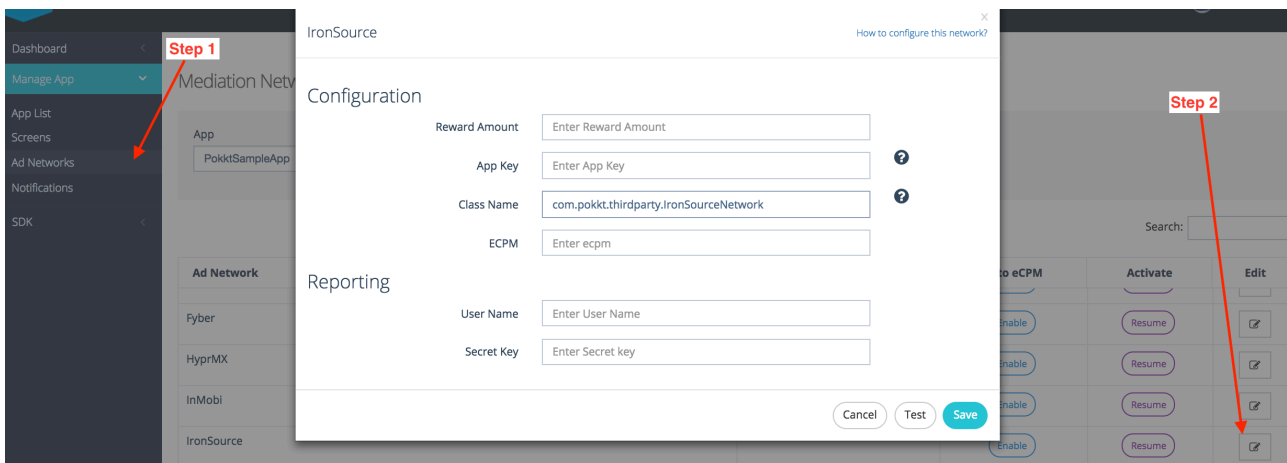 IronSource
x
How to configure this network?
Dashboard
Step 1
Manage App
Mediation Netw
Configuration
App List
Screens
Ad Networks
Notifications
SDK
App
PokktSampleApp
Reward Amount
Enter Reward Amount
App Key
Enter App Key
?
Class Name
com.pokkt.thirdparty.IronSourceNetwork
?
ECPM
Enter ecpm
Step 2
Search:
Reporting
User Name
Enter User Name
Secret Key
Enter Secret key
Cancel
Test
Save
Ad Network
to eCPM
Activate
Edit
Fyber
Enable
Resume
HyprMX
Enable
Resume
InMobi
Enable
Resume
IronSource
Enable
Resume